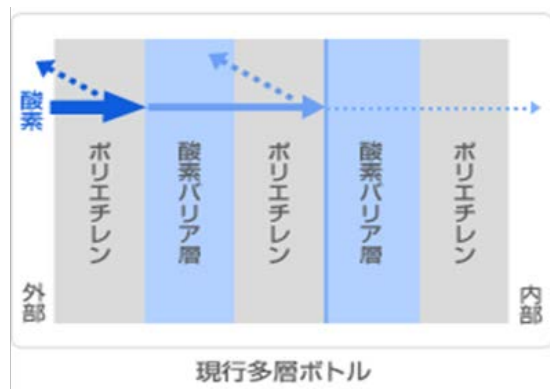 酸素
外部
ポリエチレン
酸素バリア層
ポリエチレン
酸素バリア層
ポリエチレン
内部
現行多層ボトル